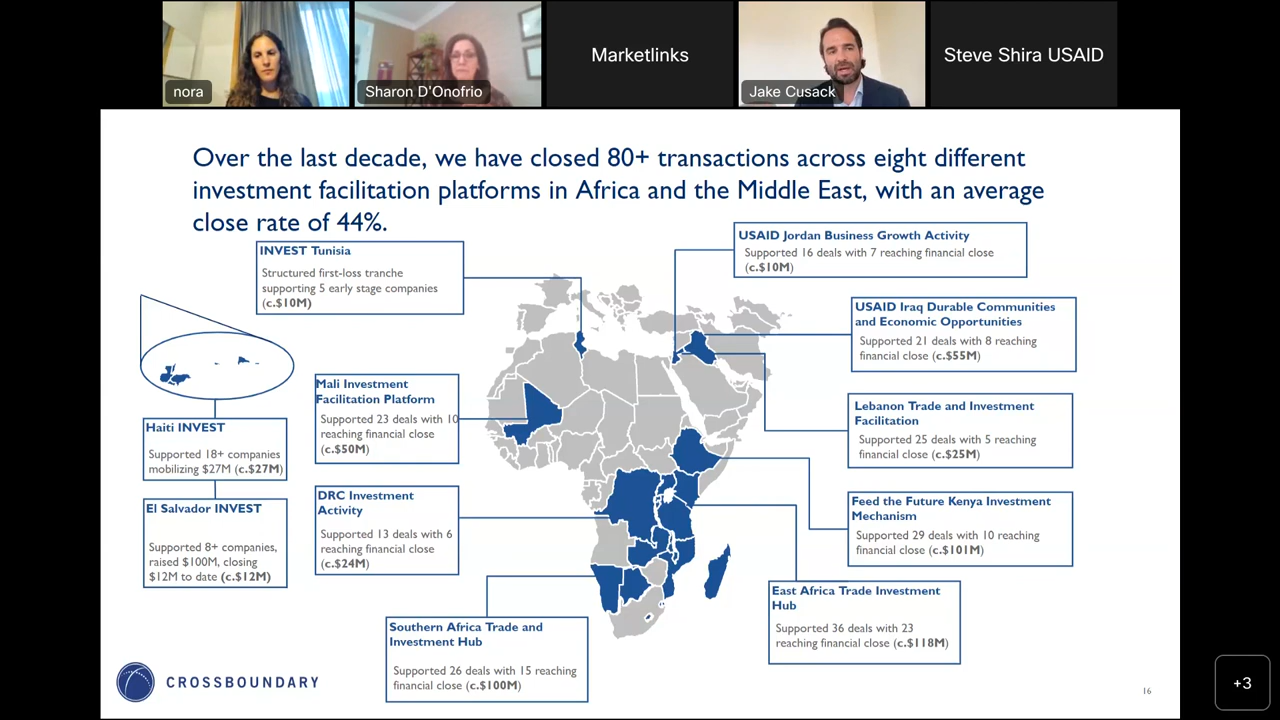 nora
Sharon D'Onofrio
Marketlinks
Jake Cusack
Steve Shira USAID
Over the last decade, we have closed 80+ transactions across eight different
investment facilitation platforms in Africa and the Middle East, with an average
close rate of 44%.
INVEST Tunisia
Structured first-loss tranche
supporting 5 early stage companies
(c.$10M)
USAID Jordan Business Growth Activity
Supported 16 deals with 7 reaching financial close
(c.$10M)
USAID Iraq Durable Communities
and Economic Opportunities
Supported 21 deals with 8 reaching
financial close (c.$55M)
Mali Investment
Facilitation Platform
Supported 23 deals with 10
reaching financial close
(c.$50M)
Lebanon Trade and Investment
Facilitation
Supported 25 deals with 5 reaching
financial close (c.$25M)
Haiti INVEST
Supported 18+ companies
mobilizing $27M (c.$27M)
DRC Investment
Activity
Supported 13 deals with 6
reaching financial close
(c.$24M)
Feed the Future Kenya Investment
Mechanism
Supported 29 deals with 10 reaching
financial close (c.$101M)
El Salvador INVEST
Supported 8+ companies,
raised $100M, closing
$12M to date (c.$12M)
East Africa Trade Investment
Hub
Supported 36 deals with 23
reaching financial close (c.$118M)
Southern Africa Trade and
Investment Hub
Supported 26 deals with 15 reaching
financial close (c.$100M)
CROSSBOUNDARY
16
+3